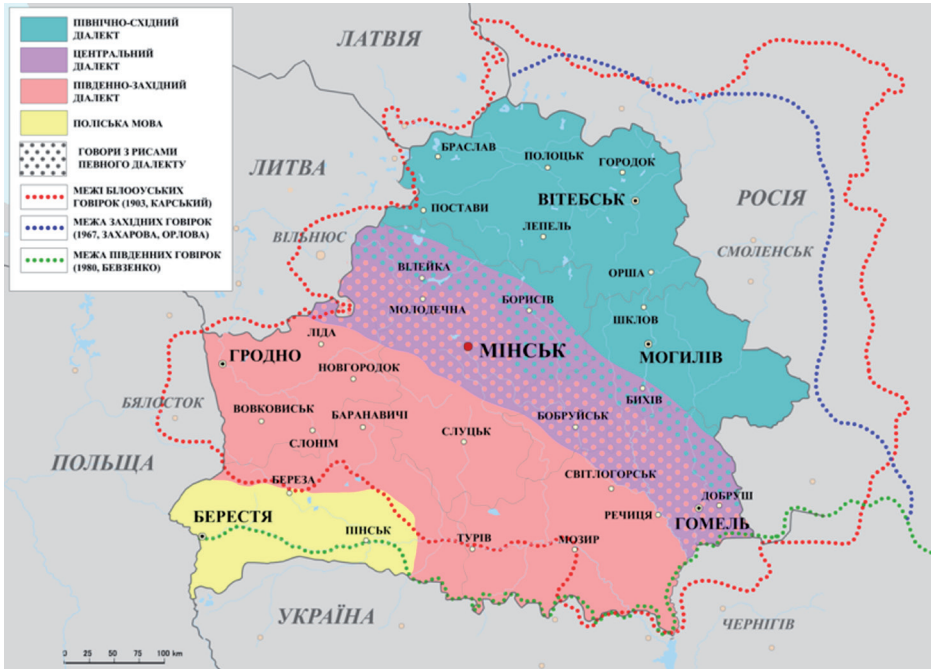 ПІВНІЧНО-СХІДНИЙ
ДІАЛЕКТ
ЦЕНТРАЛЬНИЙ
ДІАЛЕКТ
ПІВДЕННО-ЗАХІДНИЙ
ДІАЛЕКТ
ПОЛІСЬКА МОВА
ГОВОРИ З РИСАМИ
ПЕВНОГО ДІАЛЕКТУ
МЕЖІ БІЛООУСЬКИХ
ГОВІРОК (1903, КАРСЬКИЙ)
МЕЖА ЗАХІДНИХ ГОВІРОК
(1967, ЗАХАРОВА, ОРЛОВА)
МЕЖА ПІВДЕННИХ ГОВІРОК
(1980, БЕВЗЕНКО)
ЛАТВІЯ
ЛИТВА
РОСІЯ
БРАСЛАВ
ПОЛОЦЬК
ГОРОДОК
ВІТЕБСЬК
ПОСТАВИ
ЛЕПЕЛЬ
ВІЛЬНЮС
СМОЛЕНСЬК
ВІЛЕЙКА
ОРША
МОЛОДЕЧНА
БОРИСІВ
ШКЛОВ
ЛІДА
МІНСЬК
МОГИЛІВ
ГРОДНО
НОВГОРОДОК
БЯЛОСТОК
ВОВКОВИСЬК
БАРАНАВИЧІ
БОБРУЙСЬК
БИХІВ
СЛОНІМ
СЛУЦЬК
ПОЛЬЩА
БЕРЕЗА
СВІТЛОГОРСЬК
ДОБРУШ
БЕРЕСТЯ
РЕЧИЦЯ
ГОМЕЛЬ
ПІНСЬК
ТУРІВ
МОЗИР
УКРАЇНА
ЧЕРНІГІВ
0 25 50 100 km